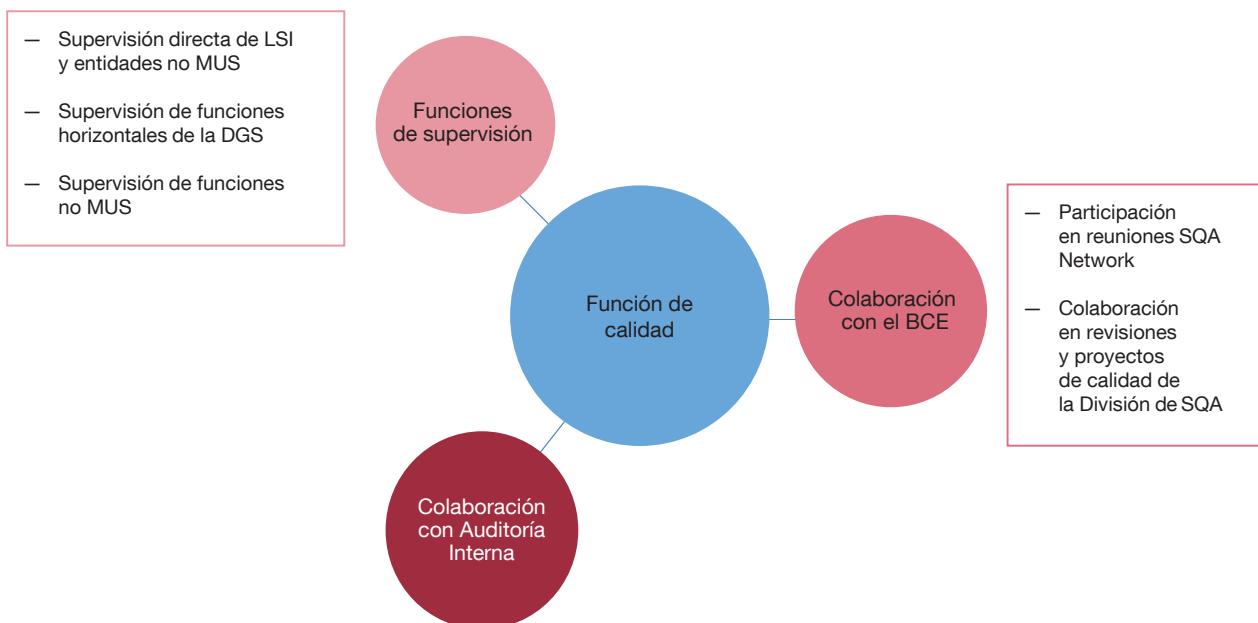 — Supervisión directa de LSI
y entidades no MUS
— Supervisión de funciones
horizontales de la DGS
— Supervisión de funciones
no MUS
Funciones
de supervisión
Función de
calidad
Colaboración
con el BCE
— Participación
en reuniones SQA
Network
— Colaboración
en revisiones
y proyectos
de calidad de
la División de SQA
Colaboración
con Auditoría
Interna